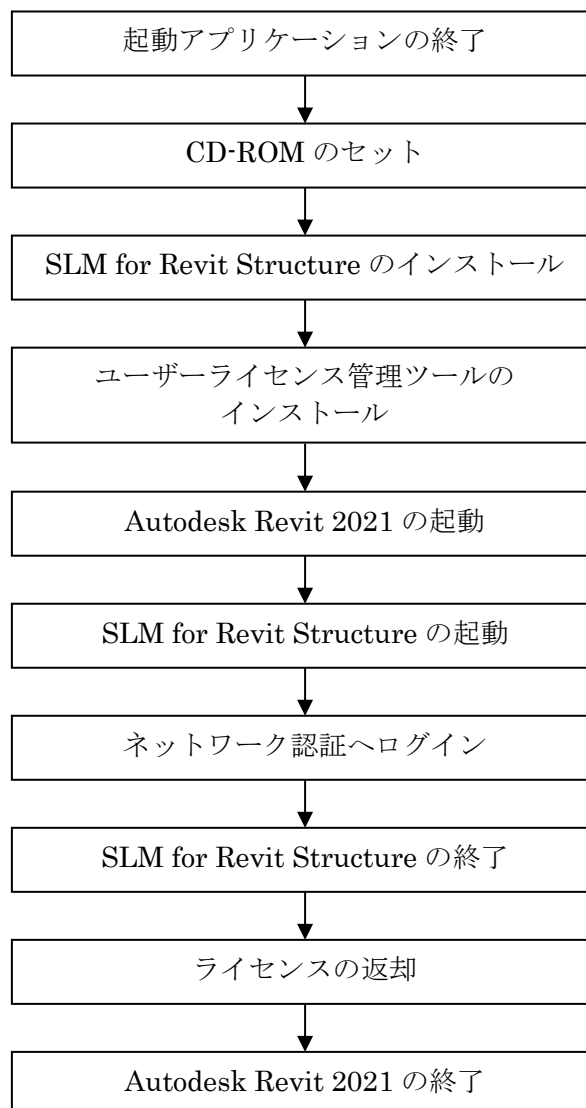 起動アプリケーションの終了
CD-ROM のセット
SLM for Revit Structure のインストール
ユーザーライセンス管理ツールの
インストール
Autodesk Revit 2021 の起動
SLM for Revit Structure の起動
ネットワーク認証へログイン
SLM for Revit Structure の終了
ライセンスの返却
Autodesk Revit 2021 の終了